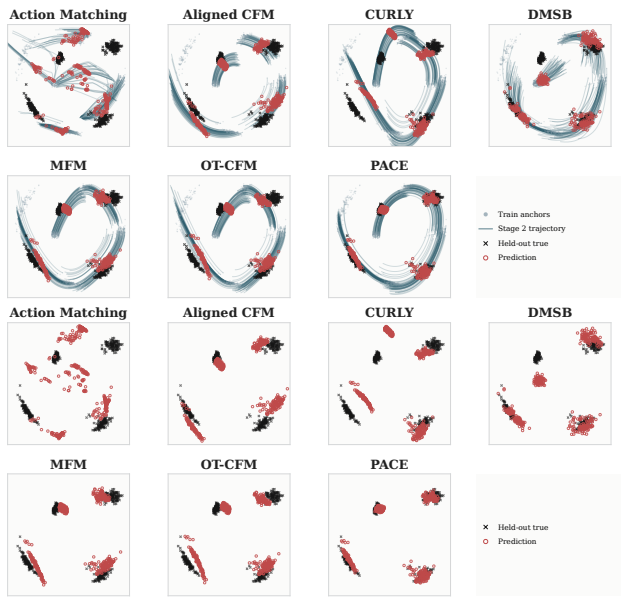 Action Matching Aligned CFM CURLY DMSB
MFM OT-CFM PACE
Train anchors
Stage 2 trajectory
Held-out true
Prediction
Action Matching Aligned CFM CURLY DMSB
MFM OT-CFM PACE
Held-out true
Prediction